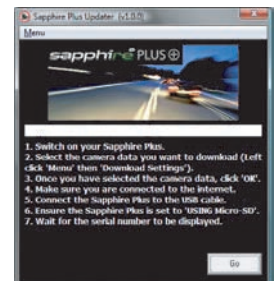 Sapphire Plus Updater (v1.0.0)
Menu
sapphire PLUS
1. Switch on your Sapphire Plus.
2. Select the camera data you want to download (Left
click 'Menu' then 'Download Settings').
3. Once you have selected the camera data, click 'OK'.
4. Make sure you are connected to the internet.
5. Connect the Sapphire Plus to the USB cable.
6. Ensure the Sapphire Plus is set to 'USING Micro-SD'.
7. Wait for the serial number to be displayed.
Go